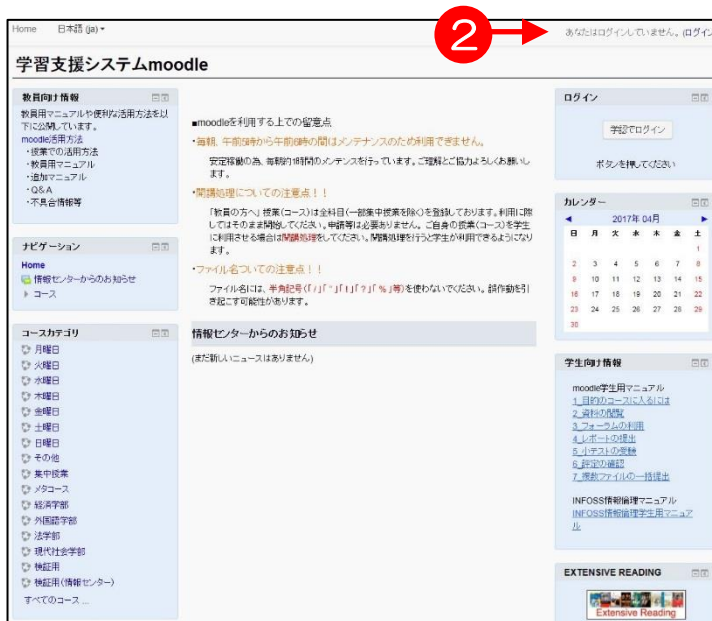 Home 日本語 (ja)
2
あなたはログインしていません。(ログイン
学習支援システムmoodle
教員向け情報
教員用マニュアルや便利な活用方法を以
下に公開しています。
moodle活用方法
・授業での活用方法
・教員用マニュアル
・追加マニュアル
・Q&A
・不具合情報等
ナビゲーション
Home
情報センターからのお知らせ
コース
コースカテゴリ
月曜日
火曜日
水曜日
木曜日
金曜日
土曜日
日曜日
その他
集中授業
メタコース
経済学部
外国語学部
法学部
現代社会学部
検証用
検証用(情報センター)
すべてのコース ...
■moodleを利用する上での留意点
・毎朝、午前5時から午前6時の間はメンテナンスのため利用できません。
安定稼働の為、毎朝約1時間のメンテンスを行っています。ご理解とご協力よろしくお願いし
ます。
・開講処理についての注意点！！
「教員の方へ」授業(コース)は全科目(一部集中授業を除く)を登録しております。利用に際
してはそのまま開始してください。申請等は必要ありません。ご自身の授業(コース)を学生
に利用させる場合は開講処理をしてください。開講処理を行うと学生が利用できるようになり
ます。
・ファイル名ついての注意点！！
ファイル名には、半角記号(「/」「~」「!」「?」「%」等)を使わないでください。誤作動を引
き起こす可能性があります。
情報センターからのお知らせ
(まだ新しいニュースはありません)
ログイン
学認でログイン
ボタンを押してください
カレンダー
2017年 04月
日 月 火 水 木 金 土
1
2 3 4 5 6 7 8
9 10 11 12 13 14 15
16 17 18 19 20 21 22
23 24 25 26 27 28 29
30
学生向け情報
moodle学生用マニュアル
1_目的のコースに入るには
2_資料の閲覧
3_フォーラムの利用
4_レポートの提出
5_小テストの受験
6_評定の確認
7_複数ファイルの一括提出
INFOSS情報倫理マニュアル
INFOSS情報倫理学生用マニュア
ル
EXTENSIVE READING
Extensive Reading